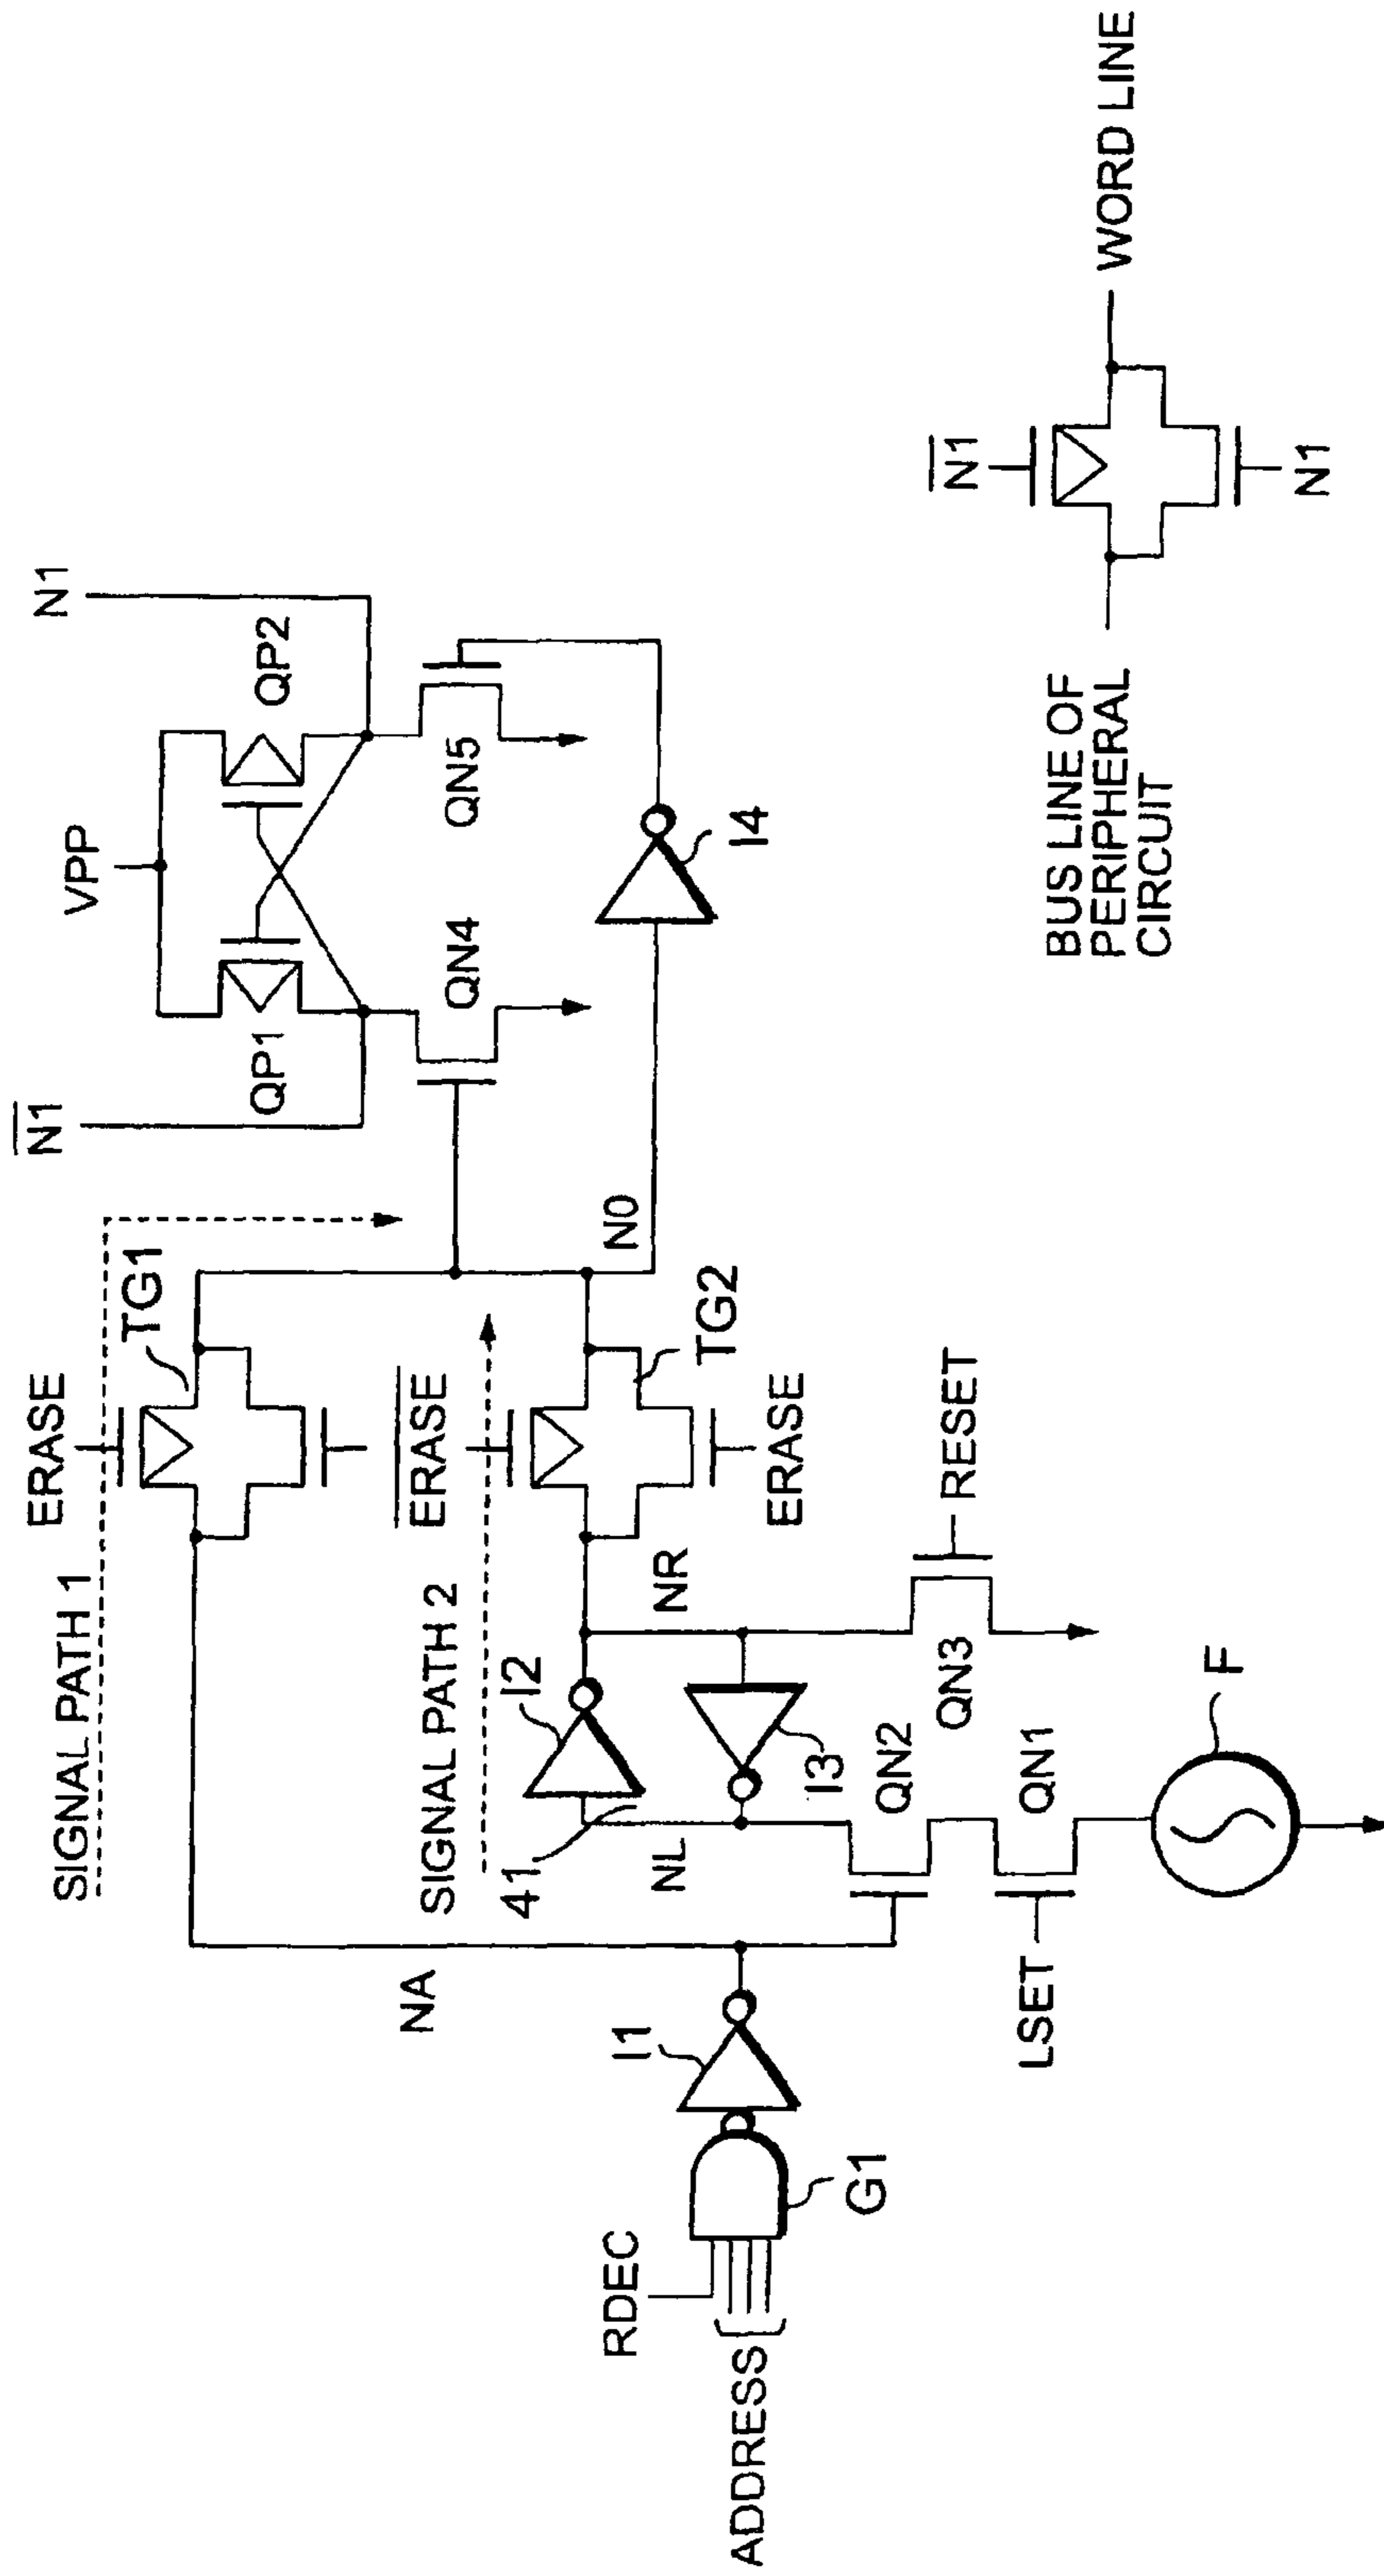 SIGNAL PATH 1
ERASE
TG1
N1
VPP
N1
QP1
QP2
SIGNAL PATH 2
ERASE
TG2
ERASE
QN4
QN5
N0
I4
NA
41
I2
NR
NL
I3
QN2
QN3
RESET
RDEC
I1
ADDRESS
G1
LSET
QN1
F
N1
BUS LINE OF
PERIPHERAL
CIRCUIT
WORD LINE
N1